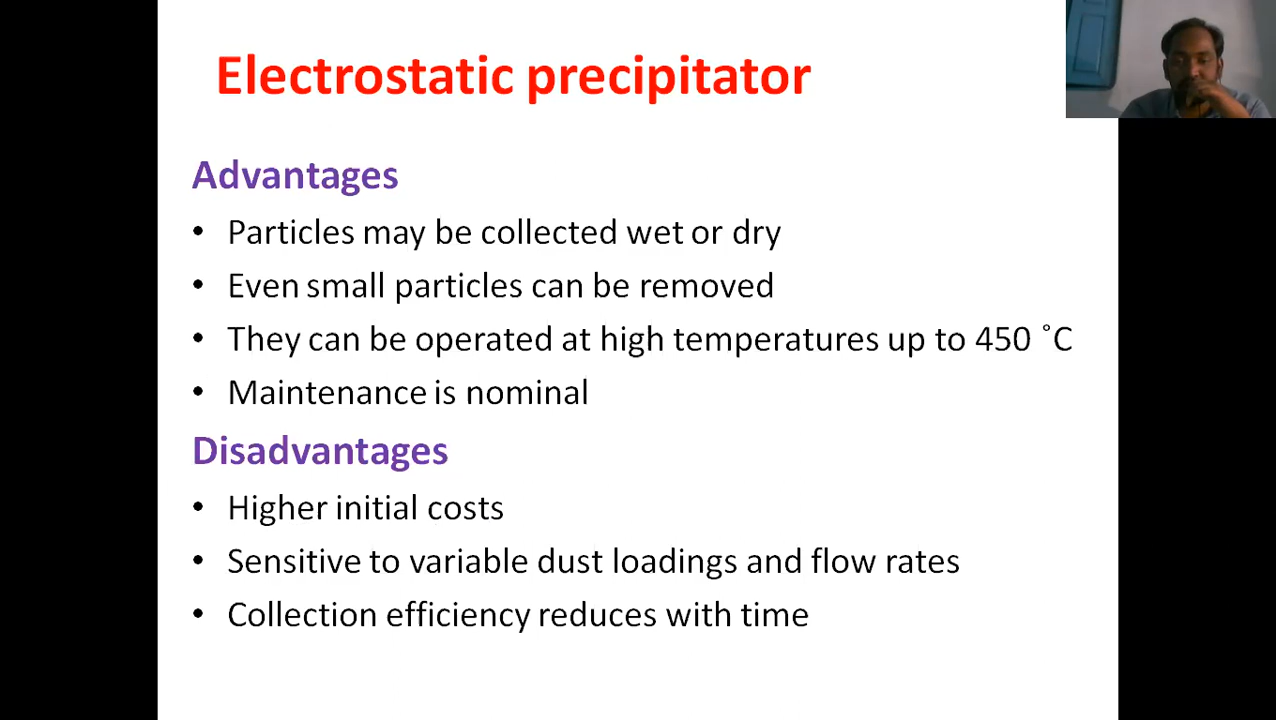 Electrostatic precipitator
Advantages
• Particles may be collected wet or dry
• Even small particles can be removed
• They can be operated at high temperatures up to 450 ˚C
• Maintenance is nominal
Disadvantages
• Higher initial costs
• Sensitive to variable dust loadings and flow rates
• Collection efficiency reduces with time